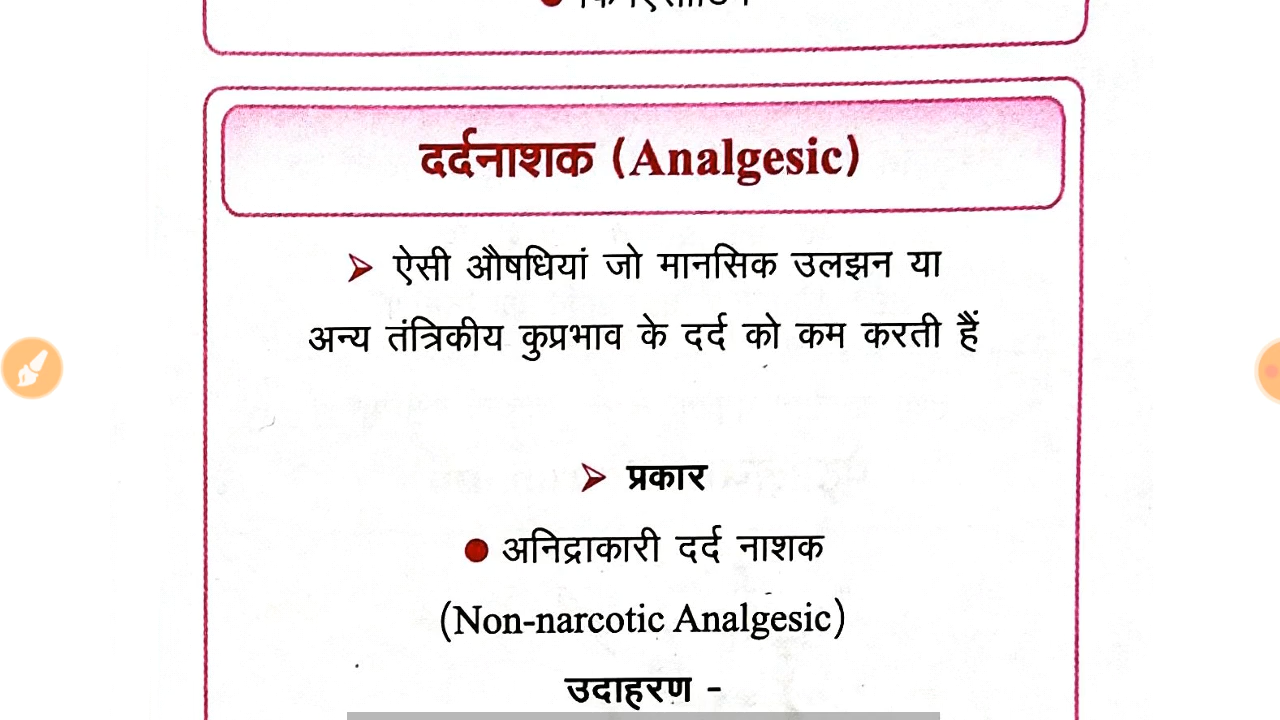 दर्दनाशक (Analgesic)
➢ ऐसी औषधियां जो मानसिक उलझन या
अन्य तंत्रिकीय कुप्रभाव के दर्द को कम करती हैं
➢ प्रकार
● अनिद्राकारी दर्द नाशक
(Non-narcotic Analgesic)
उदाहरण -